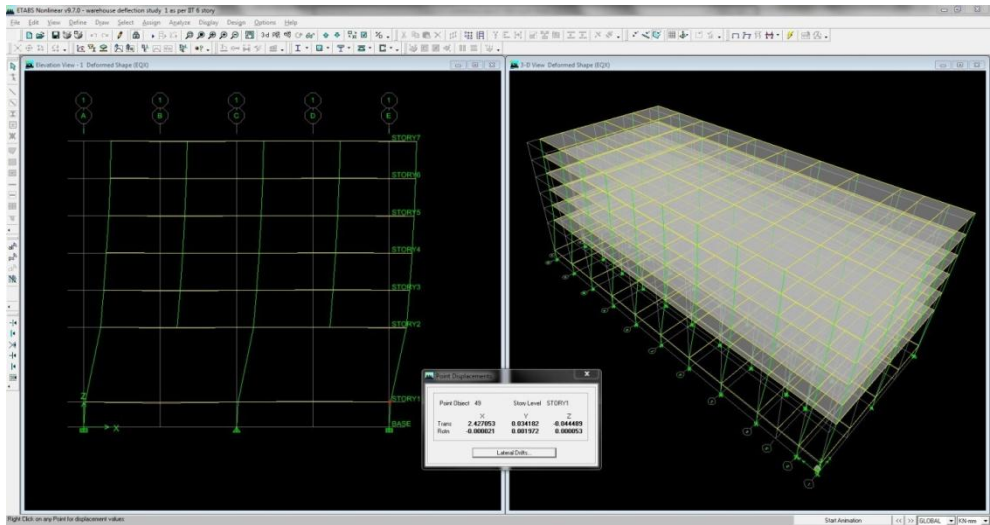 ETABS Nonlinear v9.7.0 - warehouse deflection study 1 as per IIT 6 story
File Edit View Define Draw Select Assign Analyze Display Design Options Help
Elevation View - 1 Deformed Shape (EQX)
3-D View Deformed Shape (EQX)
1 1 1 1 1
A B C D E
STORY7
STORY6
STORY5
STORY4
STORY3
STORY2
STORY1
BASE
Z
X
Point Displacements
Point Object 49 Story Level STORY1
X Y Z
Trans 2.427053 0.034182 -0.044489
Rotn -0.000021 0.001972 0.000053
Lateral Drifts...
Right Click on any Point for displacement values
Start Animation << >> GLOBAL KN-mm